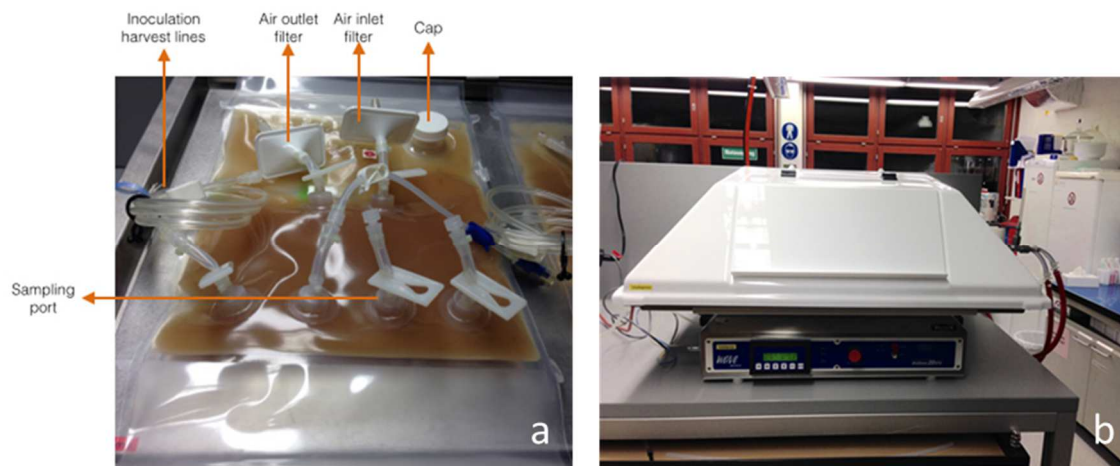 Inoculation
harvest lines
Air outlet
filter
Air inlet
filter
Cap
Sampling
port
a
b